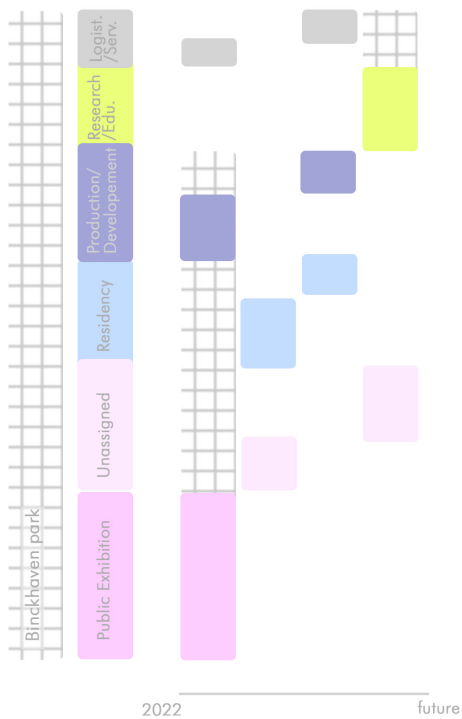 Logist.
/Serv.
Research
/Edu.
Production/
Developement
Residency
Unassigned
Public Exhibition
Binckhaven park
2022
future